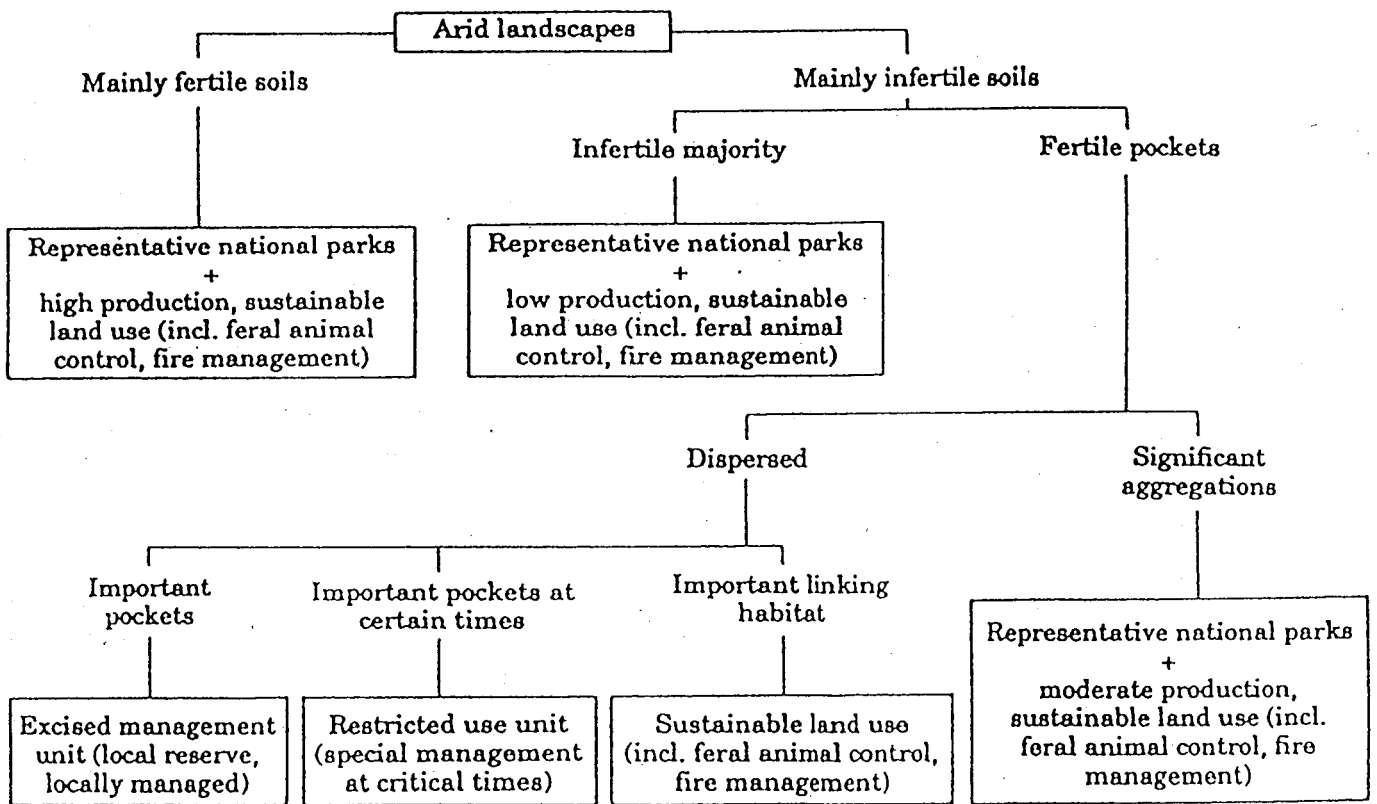 Arid landscapes
Mainly fertile soils
Mainly infertile soils
Infertile majority
Fertile pockets
Representative national parks
+
high production, sustainable
land use (incl. feral animal
control, fire management)
Representative national parks
+
low production, sustainable
land use (incl. feral animal
control, fire management)
Dispersed
Significant
aggregations
Important
pockets
Important pockets at
certain times
Important linking
habitat
Representative national parks
+
moderate production,
sustainable land use (incl.
feral animal control, fire
management)
Excised management
unit (local reserve,
locally managed)
Restricted use unit
(special management
at critical times)
Sustainable land use
(incl. feral animal control,
fire management)